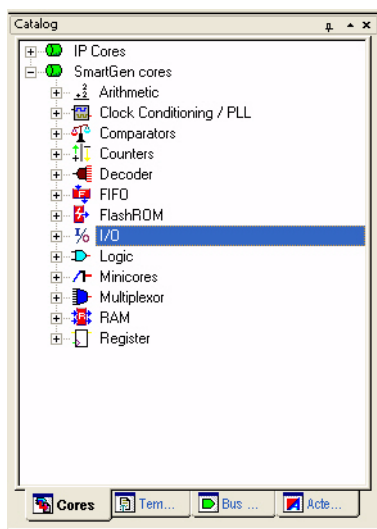 Catalog
IP Cores
SmartGen cores
Arithmetic
Clock Conditioning / PLL
Comparators
Counters
Decoder
FIFO
FlashROM
I/O
Logic
Minicores
Multiplexor
RAM
Register
Cores Tem... Bus ... Acte...